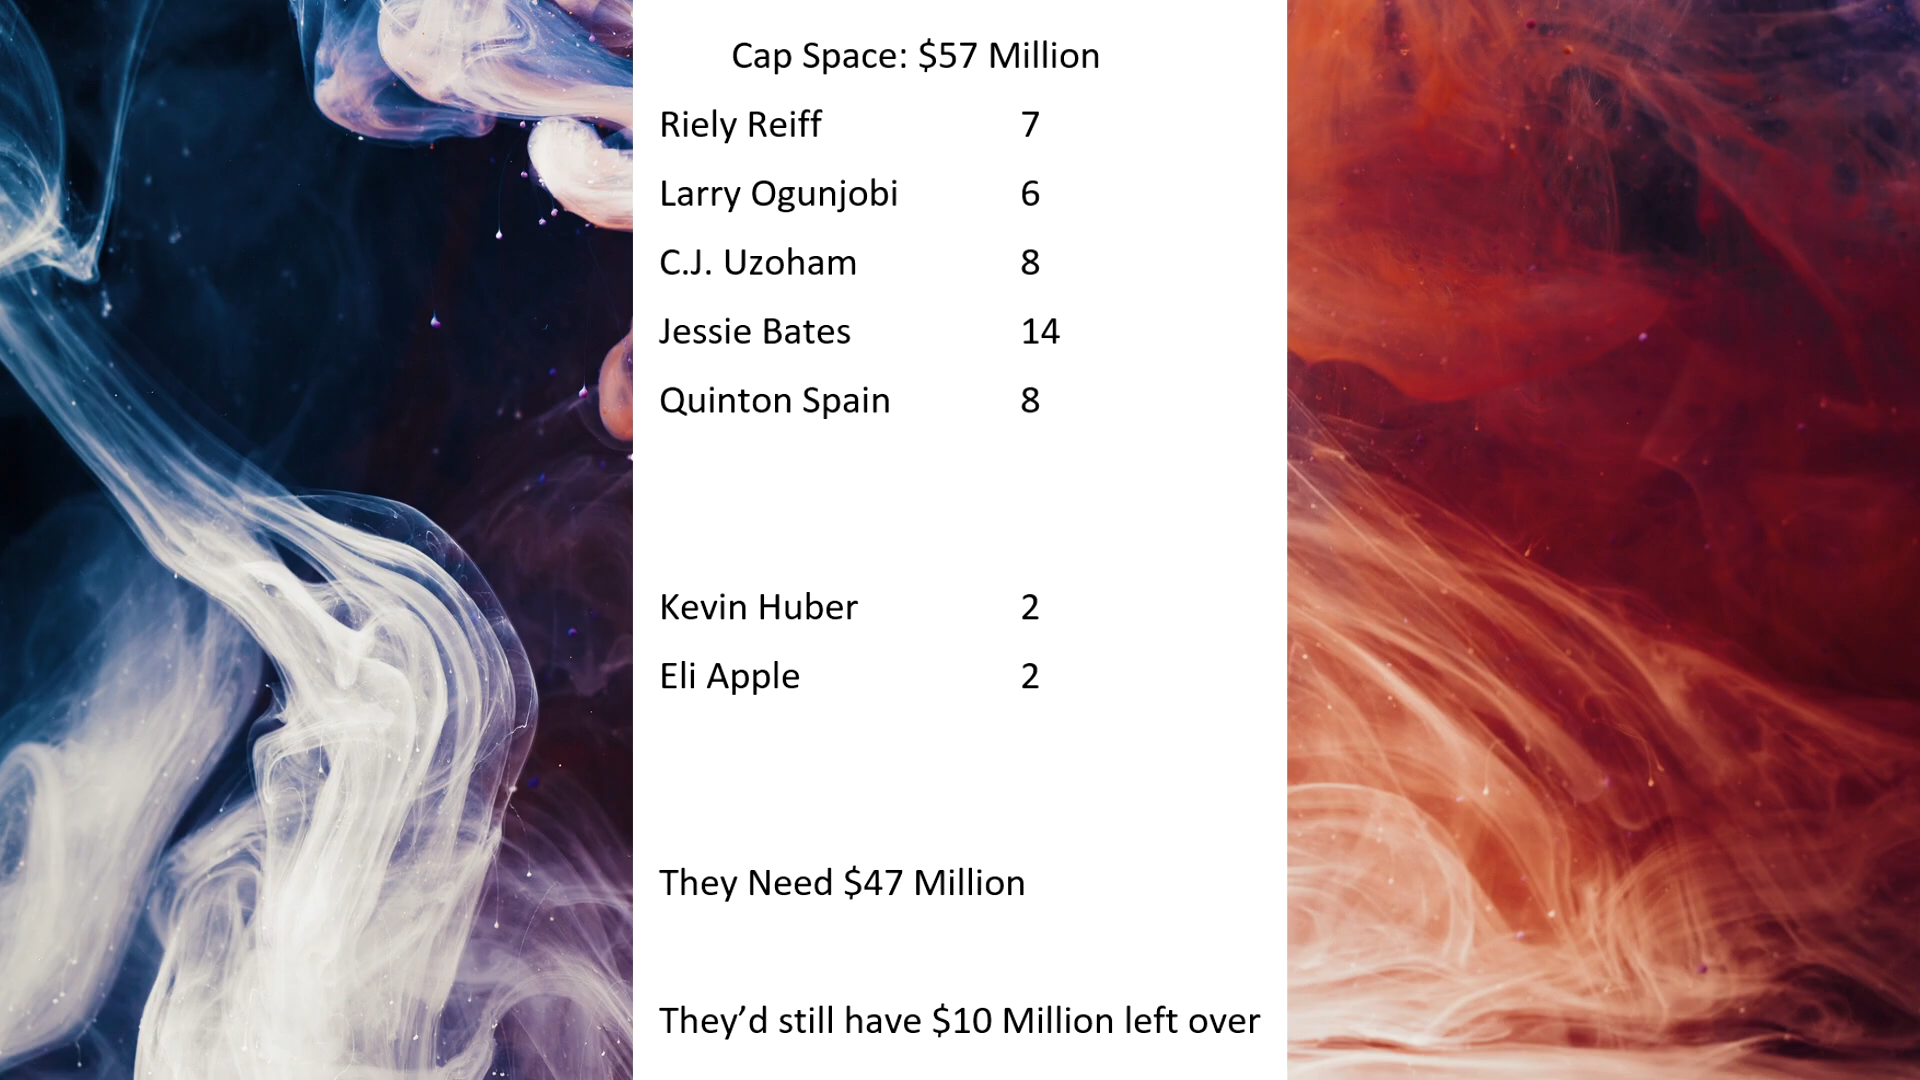 Cap Space: $57 Million
Riely Reiff 7
Larry Ogunjobi 6
C.J. Uzoham 8
Jessie Bates 14
Quinton Spain 8
Kevin Huber 2
Eli Apple 2
They Need $47 Million
They’d still have $10 Million left over